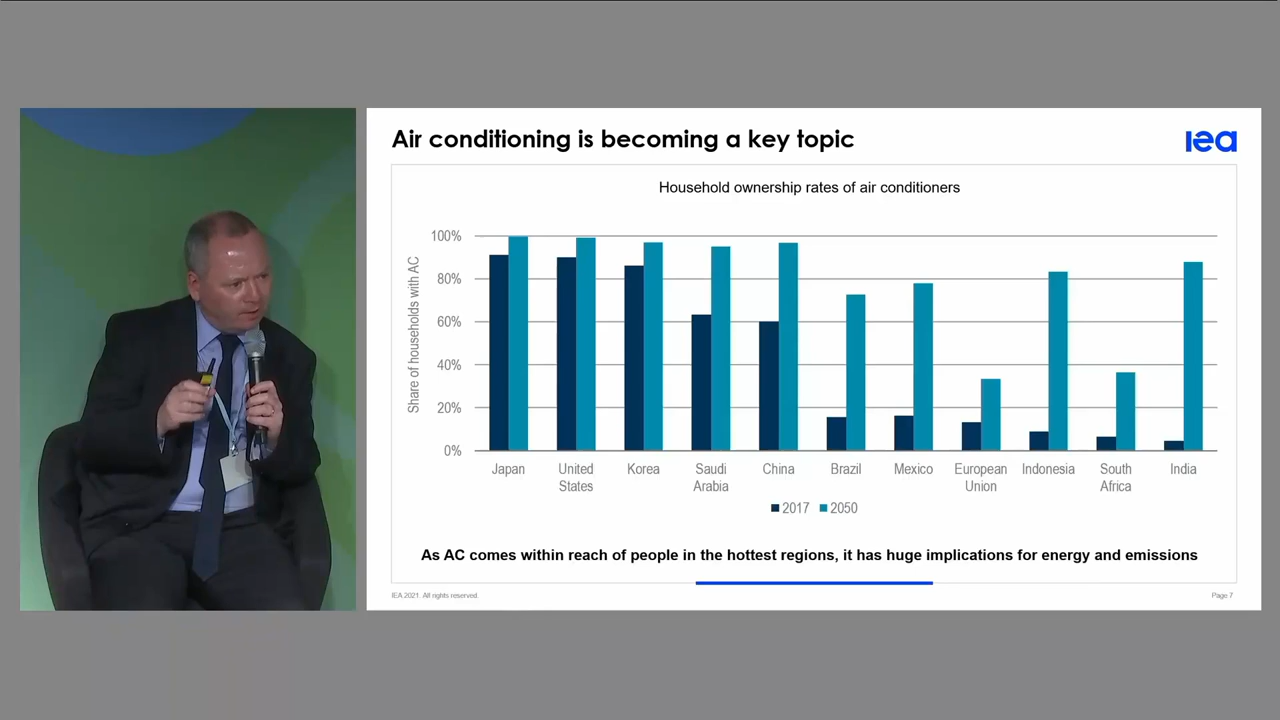 Air conditioning is becoming a key topic
iea
Household ownership rates of air conditioners
Share of households with AC
100%
80%
60%
40%
20%
0%
Japan
United
States
Korea
Saudi
Arabia
China
Brazil
Mexico
European
Union
Indonesia
South
Africa
India
2017
2050
As AC comes within reach of people in the hottest regions, it has huge implications for energy and emissions
IEA 2021. All rights reserved.
Page 7